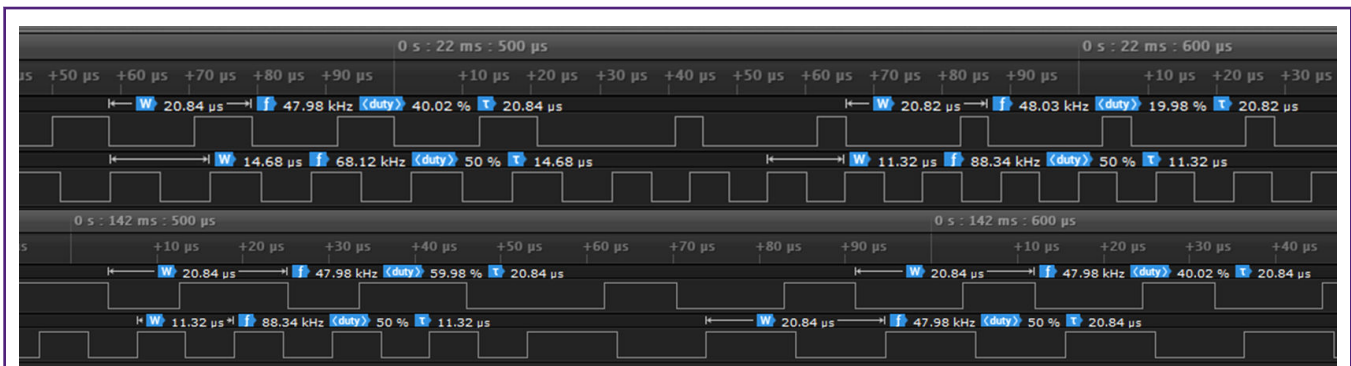 0 s : 22 ms : 500 µs 0 s : 22 ms : 600 µs
µs +50 µs +60 µs +70 µs +80 µs +90 µs +10 µs +20 µs +30 µs +40 µs +50 µs +60 µs +70 µs +80 µs +90 µs +10 µs +20 µs +30 µs
W 20.84 µs f 47.98 kHz ⟨duty⟩ 40.02 % τ 20.84 µs W 20.82 µs f 48.03 kHz ⟨duty⟩ 19.98 % τ 20.82 µs
W 14.68 µs f 68.12 kHz ⟨duty⟩ 50 % τ 14.68 µs W 11.32 µs f 88.34 kHz ⟨duty⟩ 50 % τ 11.32 µs
0 s : 142 ms : 500 µs 0 s : 142 ms : 600 µs
s +10 µs +20 µs +30 µs +40 µs +50 µs +60 µs +70 µs +80 µs +90 µs +10 µs +20 µs +30 µs +40 µs
W 20.84 µs f 47.98 kHz ⟨duty⟩ 59.98 % τ 20.84 µs W 20.84 µs f 47.98 kHz ⟨duty⟩ 40.02 % τ 20.84 µs
W 11.32 µs f 88.34 kHz ⟨duty⟩ 50 % τ 11.32 µs W 20.84 µs f 47.98 kHz ⟨duty⟩ 50 % τ 20.84 µs